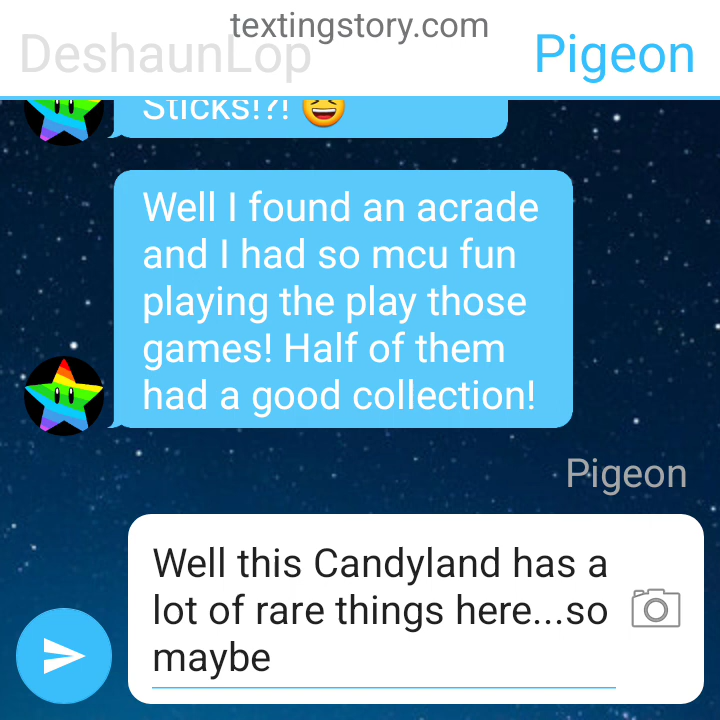 textingstory.com
DeshaunLop
Pigeon
Sticks!?! 😅
Well I found an acrade
and I had so mcu fun
playing the play those
games! Half of them
had a good collection!
Pigeon
Well this Candyland has a
lot of rare things here...so
maybe